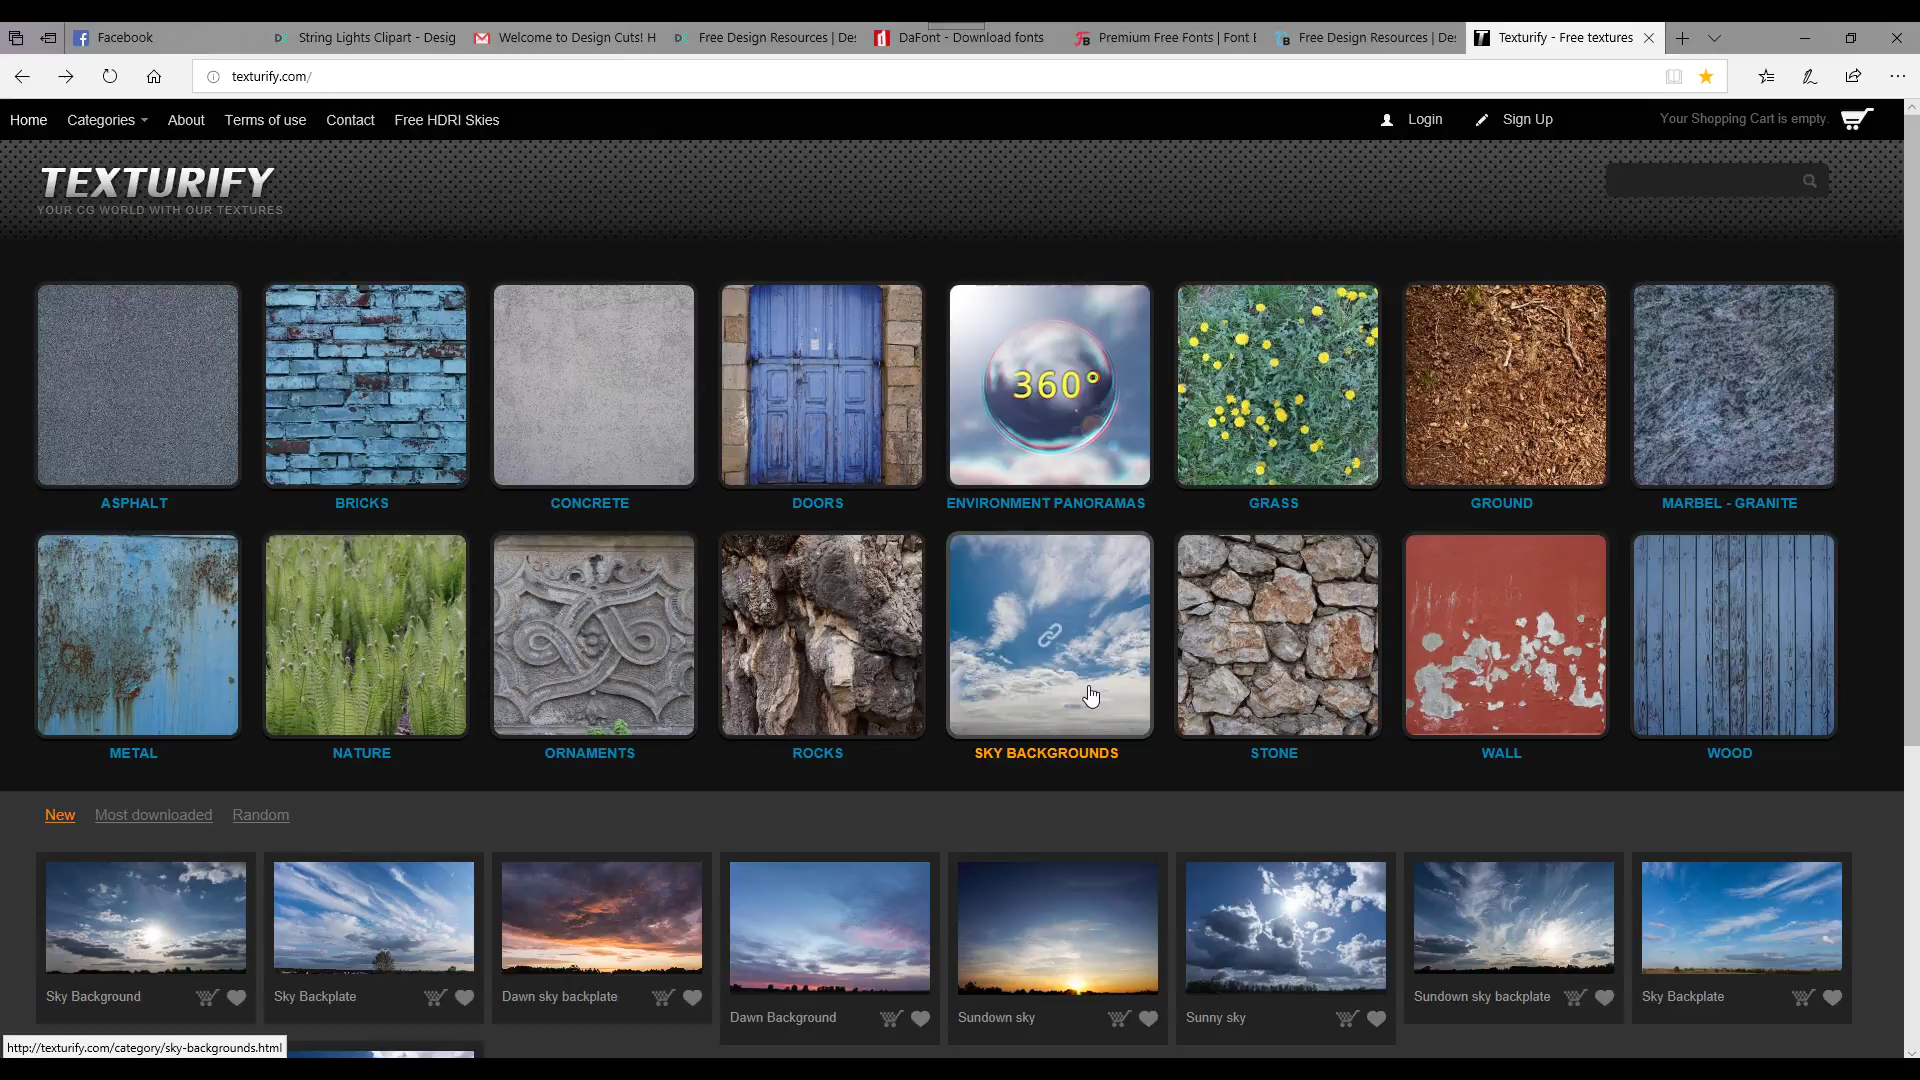 Facebook
String Lights Clipart - Desig
Welcome to Design Cuts! H
Free Design Resources | Des
DaFont - Download fonts
Premium Free Fonts | Font B
Free Design Resources | Des
Texturify - Free textures
texturify.com/
Home Categories About Terms of use Contact Free HDRI Skies Login Sign Up Your Shopping Cart is empty.
TEXTURIFY
YOUR CG WORLD WITH OUR TEXTURES
360°
ASPHALT BRICKS CONCRETE DOORS ENVIRONMENT PANORAMAS GRASS GROUND MARBEL - GRANITE
METAL NATURE ORNAMENTS ROCKS SKY BACKGROUNDS STONE WALL WOOD
New Most downloaded Random
Sky Background Sky Backplate Dawn sky backplate Dawn Background Sundown sky Sunny sky Sundown sky backplate Sky Backplate
http://texturify.com/category/sky-backgrounds.html